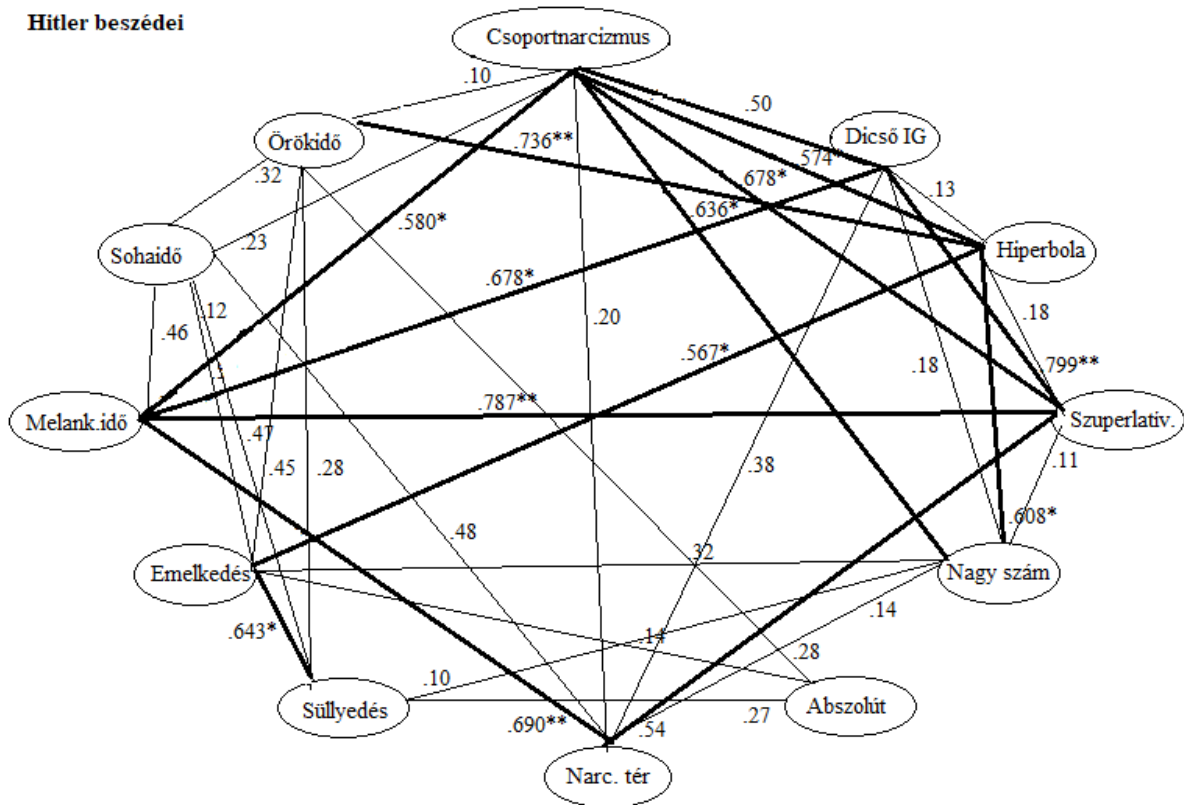 Hitler beszédei
Csoportnarcizmus
.10
.50
Örökidő
Dicső IG
.736**
574*
.32
.678*
.13
.580*
.636*
Sohaidő
.23
Hiperbola
.678*
.12
.20
.18
.46
.567*
.18
799**
Melank.idő
.787**
Szuperlatív.
.47
.45
.28
.38
.11
.608*
.48
.32
Emelkedés
Nagy szám
.14
.643*
.14
.28
.10
Süllyedés
Abszolút
.690**
.54
.27
Narc. tér